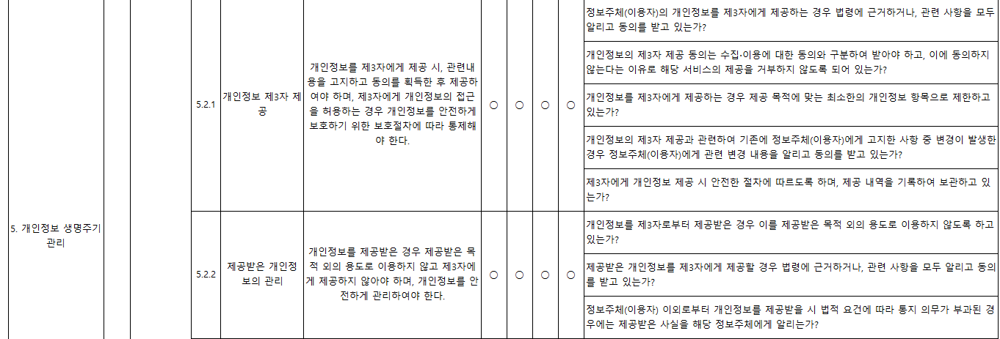 5. 개인정보 생명주기
관리
5.2.1
개인정보 제3자 제
공
개인정보를 제3자에게 제공 시, 관련내
용을 고지하고 동의를 획득한 후 제공하
여야 하며, 제3자에게 개인정보의 접근
을 허용하는 경우 개인정보를 안전하게
보호하기 위한 보호절차에 따라 통제해
야 한다.
○ ○ ○ ○
정보주체(이용자)의 개인정보를 제3자에게 제공하는 경우 법령에 근거하거나, 관련 사항을 모두
알리고 동의를 받고 있는가?
개인정보의 제3자 제공 동의는 수집·이용에 대한 동의와 구분하여 받아야 하고, 이에 동의하지
않는다는 이유로 해당 서비스의 제공을 거부하지 않도록 되어 있는가?
개인정보를 제3자에게 제공하는 경우 제공 목적에 맞는 최소한의 개인정보 항목으로 제한하고
있는가?
개인정보의 제3자 제공과 관련하여 기존에 정보주체(이용자)에게 고지한 사항 중 변경이 발생한
경우 정보주체(이용자)에게 관련 변경 내용을 알리고 동의를 받고 있는가?
제3자에게 개인정보 제공 시 안전한 절차에 따르도록 하며, 제공 내역을 기록하여 보관하고 있
는가?
5.2.2
제공받은 개인정
보의 관리
개인정보를 제공받은 경우 제공받은 목
적 외의 용도로 이용하지 않고 제3자에
게 제공하지 않아야 하며, 개인정보를 안
전하게 관리하여야 한다.
○ ○ ○ ○
개인정보를 제3자로부터 제공받은 경우 이를 제공받은 목적 외의 용도로 이용하지 않도록 하고
있는가?
제공받은 개인정보를 제3자에게 제공할 경우 법령에 근거하거나, 관련 사항을 모두 알리고 동의
를 받고 있는가?
정보주체(이용자) 이외로부터 개인정보를 제공받을 시 법적 요건에 따라 통지 의무가 부과된 경
우에는 제공받은 사실을 해당 정보주체에게 알리는가?